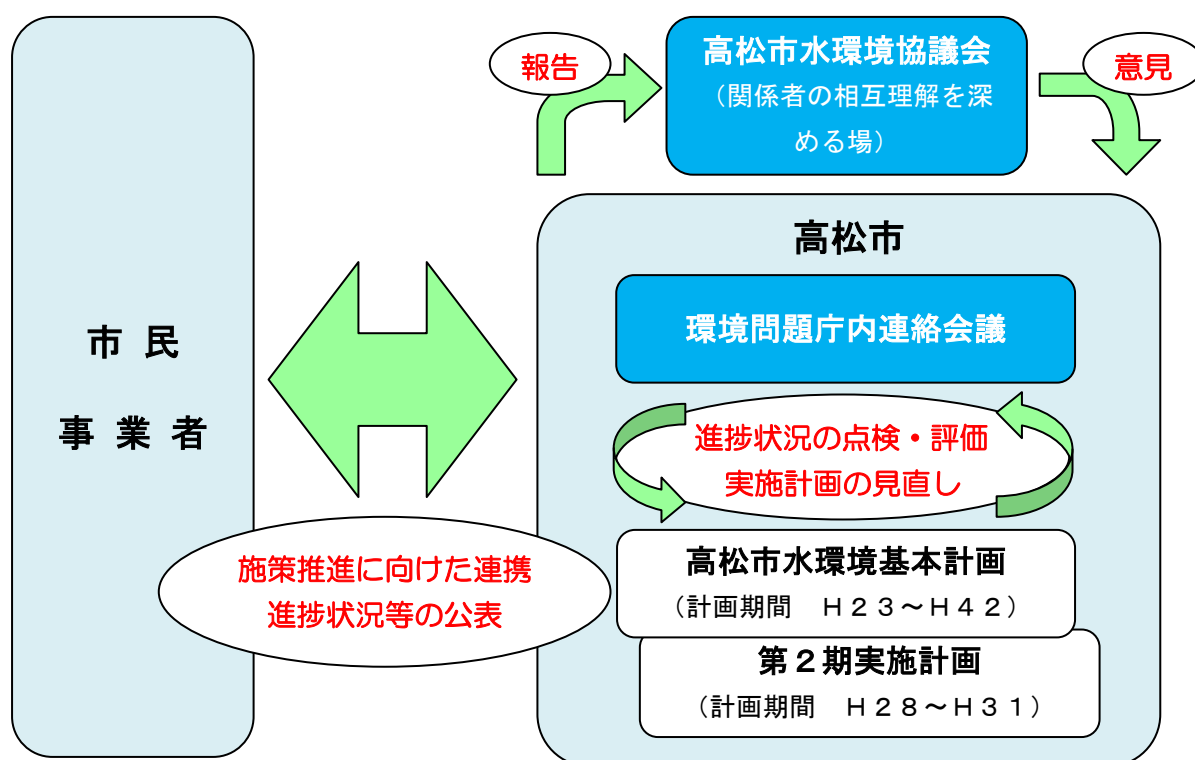 報告
高松市水環境協議会
（関係者の相互理解を深
める場）
意見
高松市
環境問題庁内連絡会議
市 民
事 業 者
進捗状況の点検・評価
実施計画の見直し
施策推進に向けた連携
進捗状況等の公表
高松市水環境基本計画
（計画期間　Ｈ２３～Ｈ４２）
第２期実施計画
（計画期間　Ｈ２８～Ｈ３１）